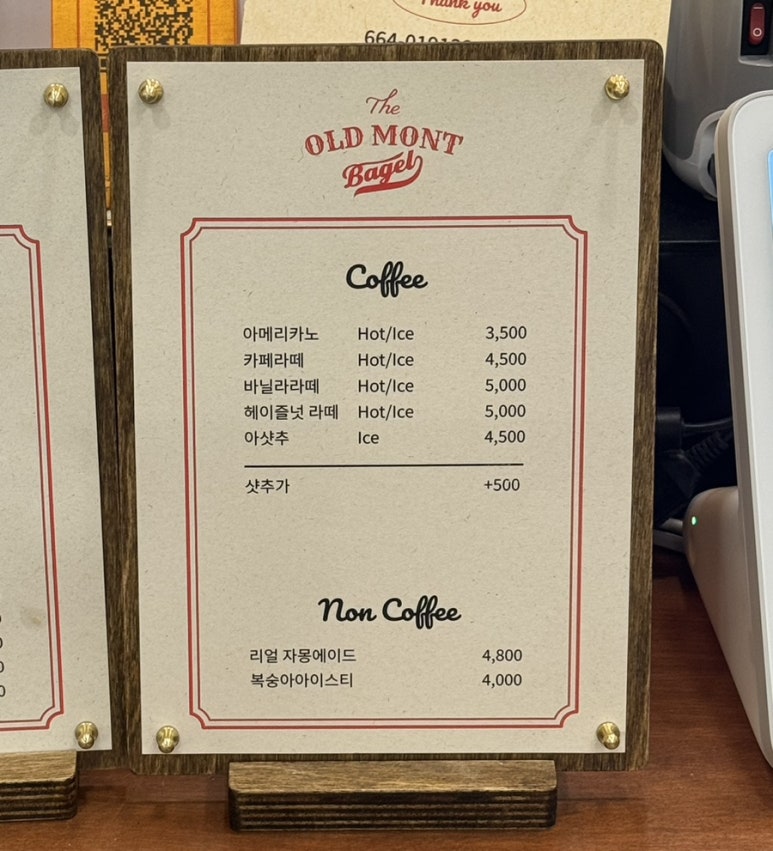 Thank you
The
OLD MONT
Bagel
Coffee
아메리카노 Hot/Ice 3,500
카페라떼 Hot/Ice 4,500
바닐라라떼 Hot/Ice 5,000
헤이즐넛 라떼 Hot/Ice 5,000
아샷추 Ice 4,500
샷추가 +500
Non Coffee
리얼 자몽에이드 4,800
복숭아아이스티 4,000